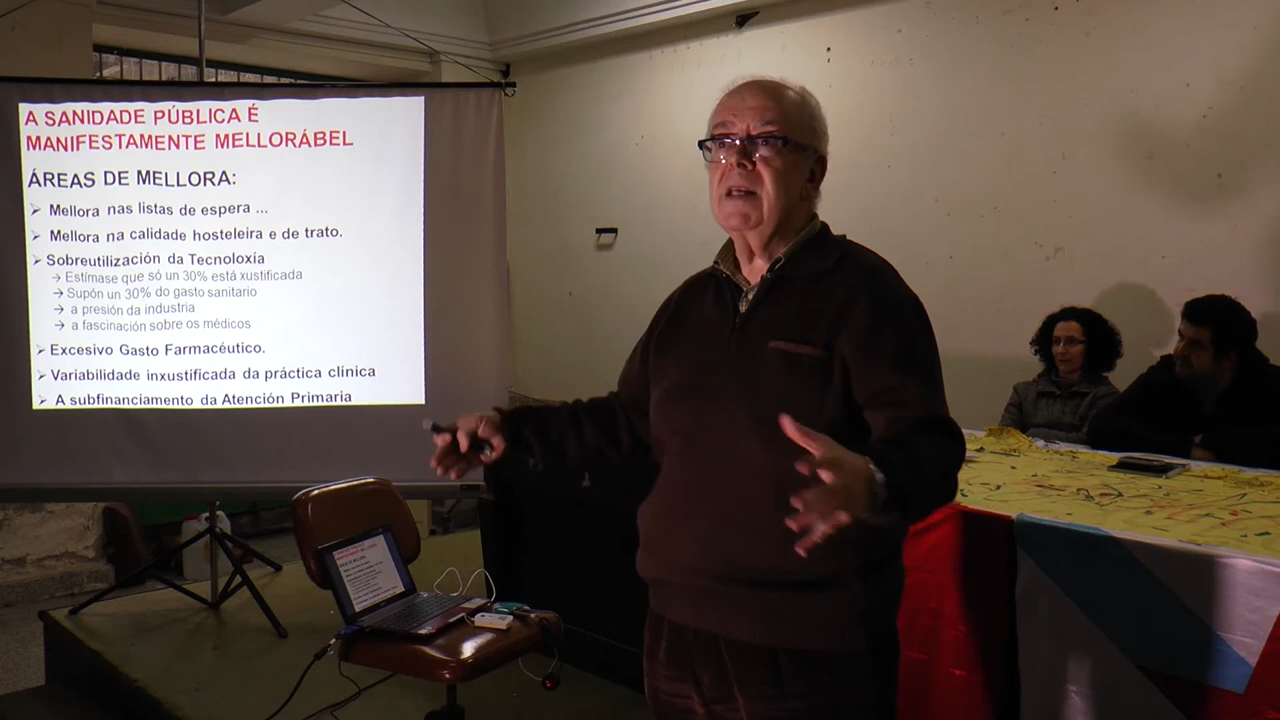 A SANIDADE PÚBLICA É
MANIFESTAMENTE MELLORÁBEL
ÁREAS DE MELLORA:
➢ Mellora nas listas de espera ...
➢ Mellora na calidade hosteleira e de trato.
➢ Sobreutilización da Tecnoloxía
→ Estímase que só un 30% está xustificada
→ Supón un 30% do gasto sanitario
→ a presión da industria
→ a fascinación sobre os médicos
➢ Excesivo Gasto Farmacéutico.
➢ Variabilidade inxustificada da práctica clínica
➢ A subfinanciamento da Atención Primaria